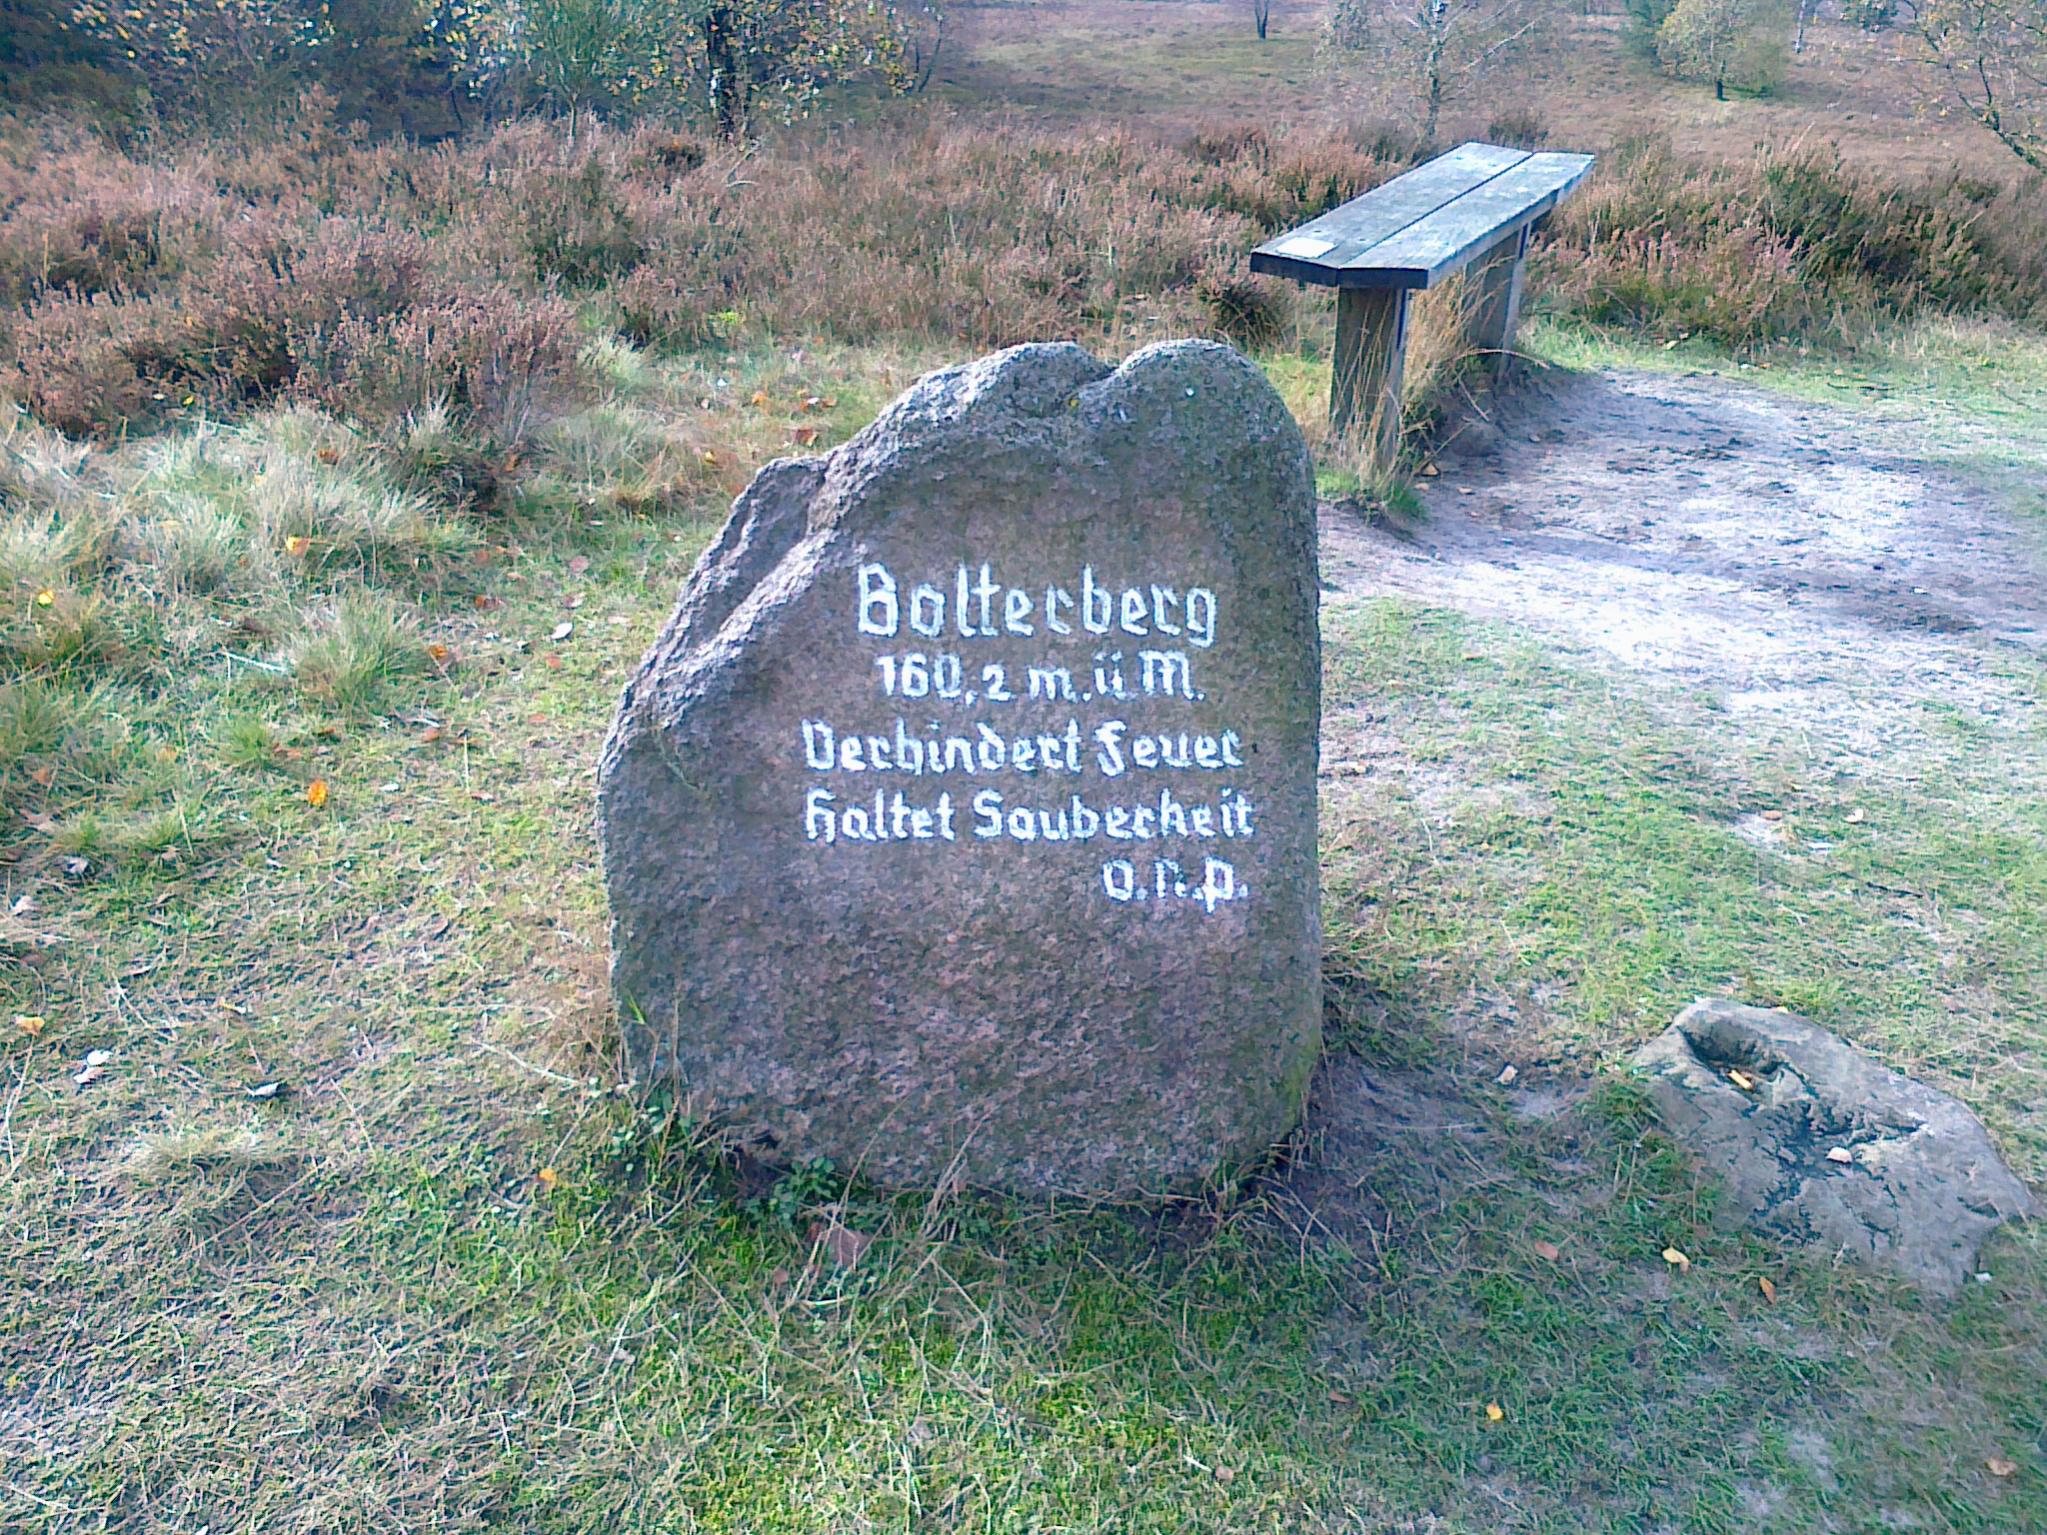 Bolterberg
160,2 m.ü.M.
Verhindert Feuer
haltet Sauberkeit
O.N.P.